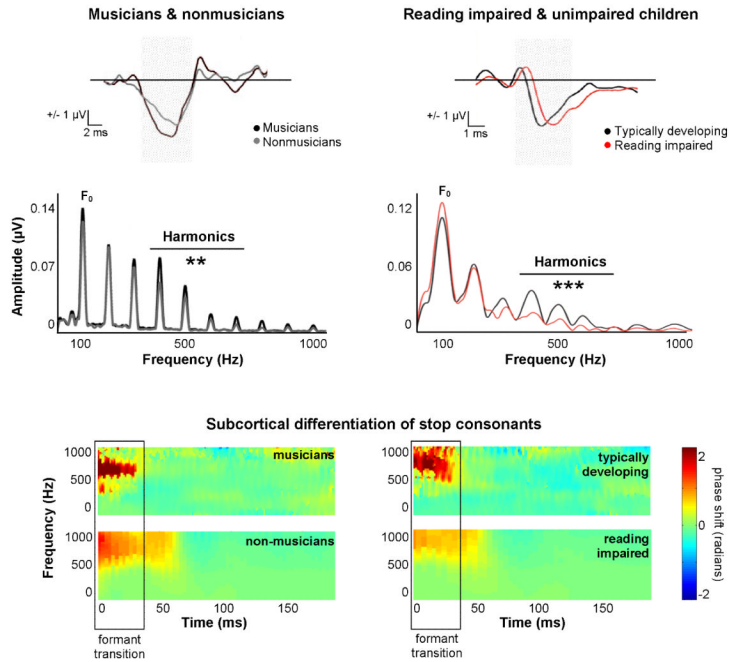 Musicians & nonmusicians
Reading impaired & unimpaired children
+/- 1 µV
2 ms
Musicians
Nonmusicians
+/- 1 µV
1 ms
Typically developing
Reading impaired
Amplitude (µV)
0.14
0.07
0
F₀
Harmonics
**
100
500
1000
Frequency (Hz)
0.12
0.06
0
F₀
Harmonics
***
100
500
1000
Frequency (Hz)
Subcortical differentiation of stop consonants
Frequency (Hz)
1000
500
0
musicians
1000
500
0
non-musicians
0
50
100
150
Time (ms)
formant
transition
1000
500
0
typically
developing
1000
500
0
reading
impaired
0
50
100
150
Time (ms)
formant
transition
2
0
-2
phase shift (radians)